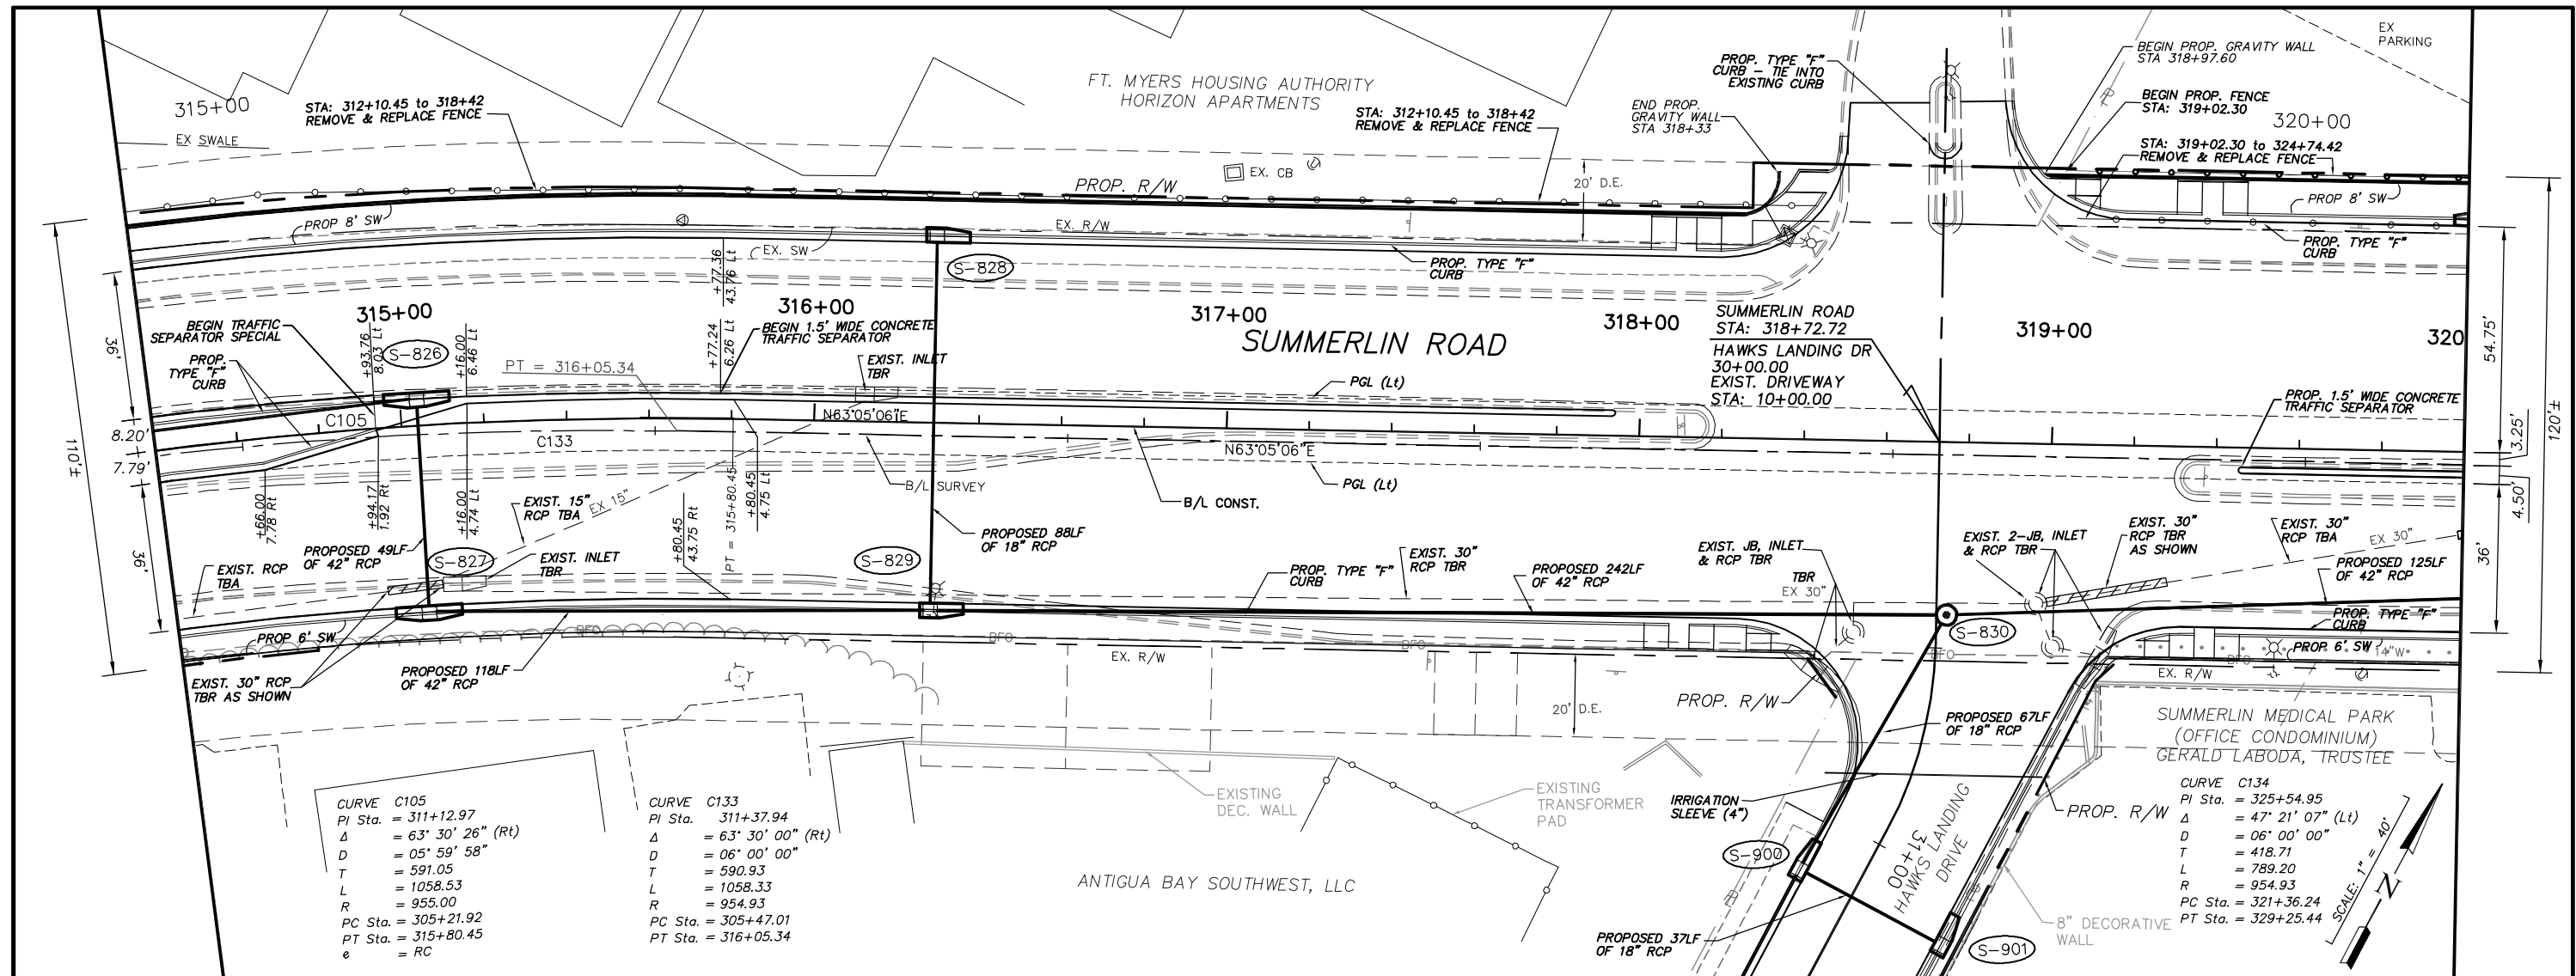 315+00
EX SWALE
STA: 312+10.45 to 318+42
REMOVE & REPLACE FENCE
FT. MYERS HOUSING AUTHORITY
HORIZON APARTMENTS
STA: 312+10.45 to 318+42
REMOVE & REPLACE FENCE
PROP. TYPE "F"
CURB - TIE INTO
EXISTING CURB
END PROP.
GRAVITY WALL
STA 318+33
BEGIN PROP. GRAVITY WALL
STA 318+97.60
EX
PARKING
BEGIN PROP. FENCE
STA: 319+02.30
320+00
STA: 319+02.30 to 324+74.42
REMOVE & REPLACE FENCE
EX. CB
20' D.E.
PROP. R/W
PROP 8' SW
EX. R/W
EX. SW
PROP 8' SW
PROP. TYPE "F"
CURB
PROP. TYPE "F"
CURB
S-828
+77.36
43.76 Lt
315+00
316+00
317+00
318+00
319+00
320
SUMMERLIN ROAD
SUMMERLIN ROAD
STA: 318+72.72
HAWKS LANDING DR
30+00.00
EXIST. DRIVEWAY
STA: 10+00.00
BEGIN TRAFFIC
SEPARATOR SPECIAL
PROP.
TYPE "F"
CURB
+93.76
8.03 Lt
S-826
+16.00
6.46 Lt
PT = 316+05.34
+77.24
6.26 Lt
BEGIN 1.5' WIDE CONCRETE
TRAFFIC SEPARATOR
EXIST. INLET
TBR
PGL (Lt)
PROP. 1.5' WIDE CONCRETE
TRAFFIC SEPARATOR
36'
8.20'
7.79'
36'
110'±
54.75'
3.25'
120'±
4.50'
36'
C105
C133
N63°05'06"E
N63°05'06"E
B/L SURVEY
B/L CONST.
PGL (Lt)
+66.00
7.78 Rt
+94.17
1.92 Rt
+16.00
4.74 Lt
EXIST. 15"
RCP TBA
EX 15"
+80.45
43.75 Rt
PT = 315+80.45
+80.45
4.75 Lt
EXIST. RCP
TBA
PROPOSED 49LF
OF 42" RCP
S-827
EXIST. INLET
TBR
S-829
PROPOSED 88LF
OF 18" RCP
PROP. TYPE "F"
CURB
EXIST. 30"
RCP TBR
PROPOSED 242LF
OF 42" RCP
EXIST. JB, INLET
& RCP TBR
TBR
EX 30"
EXIST. 2-JB, INLET
& RCP TBR
EXIST. 30"
RCP TBR
AS SHOWN
EXIST. 30"
RCP TBA
EX 30"
PROPOSED 125LF
OF 42" RCP
PROP. TYPE "F"
CURB
PROP 6' SW
BFO
BFO
BFO
BFO
BFO
S-830
PROP 6' SW
14"W
EX. R/W
EX. R/W
EXIST. 30" RCP
TBR AS SHOWN
PROPOSED 118LF
OF 42" RCP
20' D.E.
PROP. R/W
PROPOSED 67LF
OF 18" RCP
SUMMERLIN MEDICAL PARK
(OFFICE CONDOMINIUM)
GERALD LABODA, TRUSTEE
EXISTING
DEC. WALL
EXISTING
TRANSFORMER
PAD
IRRIGATION
SLEEVE (4")
PROP. R/W
S-900
31+00
HAWKS LANDING
DRIVE
ANTIGUA BAY SOUTHWEST, LLC
PROPOSED 37LF
OF 18" RCP
S-901
8" DECORATIVE
WALL
CURVE C105
PI Sta. = 311+12.97
Δ = 63° 30' 26" (Rt)
D = 05° 59' 58"
T = 591.05
L = 1058.53
R = 955.00
PC Sta. = 305+21.92
PT Sta. = 315+80.45
e = RC
CURVE C133
PI Sta. 311+37.94
Δ = 63° 30' 00" (Rt)
D = 06° 00' 00"
T = 590.93
L = 1058.33
R = 954.93
PC Sta. = 305+47.01
PT Sta. = 316+05.34
CURVE C134
PI Sta. = 325+54.95
Δ = 47° 21' 07" (Lt)
D = 06° 00' 00"
T = 418.71
L = 789.20
R = 954.93
PC Sta. = 321+36.24
PT Sta. = 329+25.44
SCALE: 1" = 40'
N